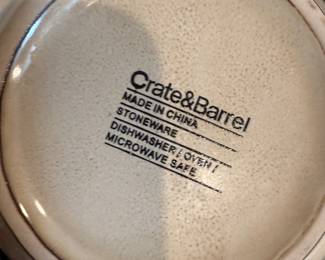 Crate&Barrel
MADE IN CHINA
STONEWARE
DISHWASHER / OVEN /
MICROWAVE SAFE